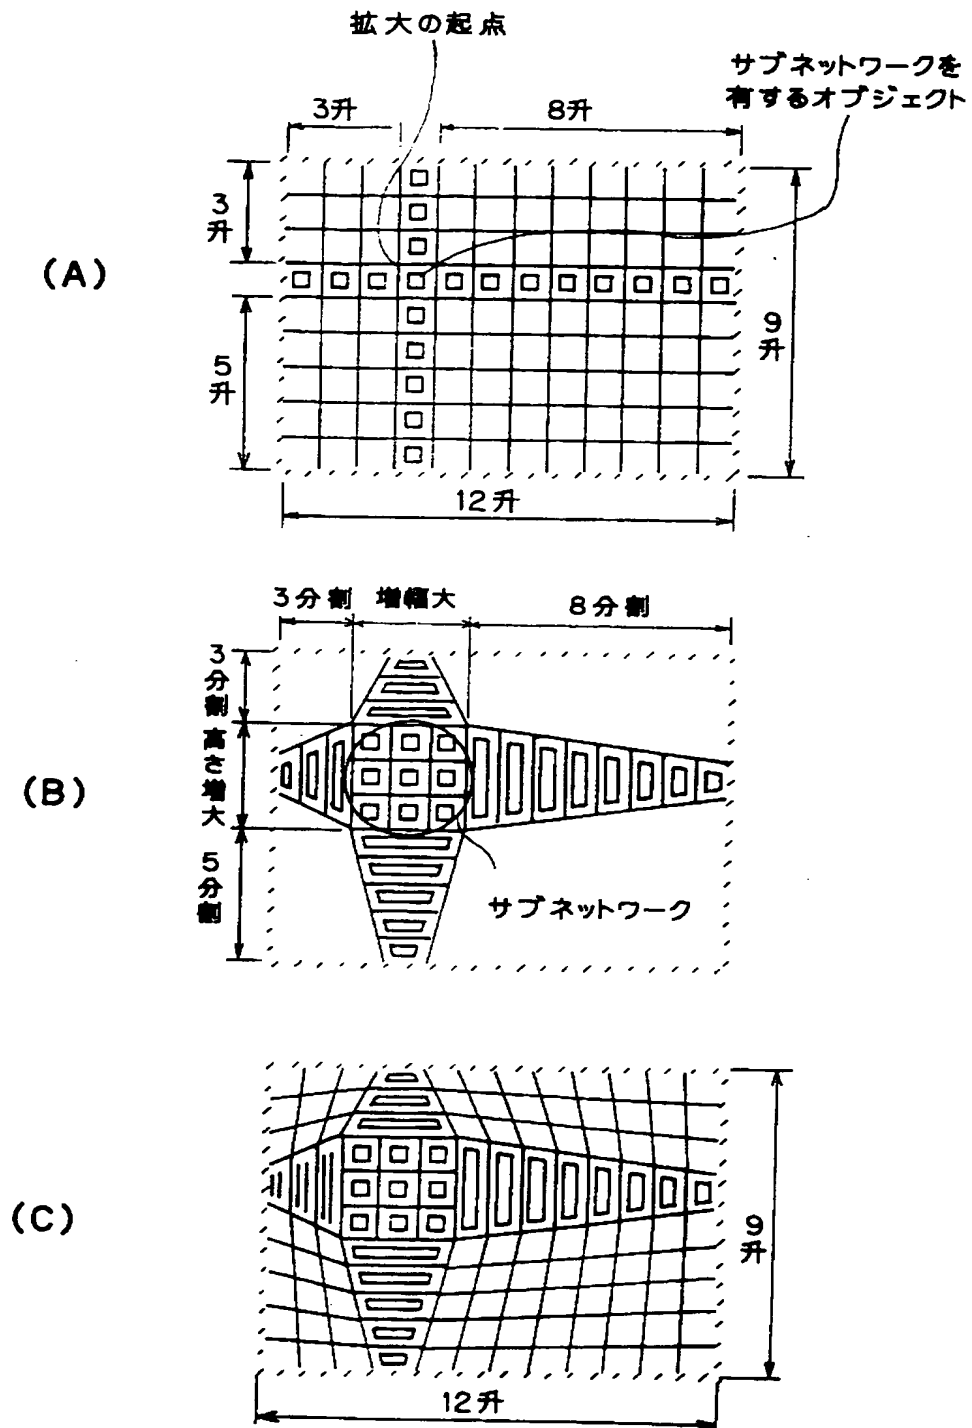 拡大の起点
サブネットワークを
有するオブジェクト
3升
8升
3升
(A)
5升
9升
12升
3分割
増幅大
8分割
3分割
高さ増大
(B)
5分割
サブネットワーク
(C)
9升
12升